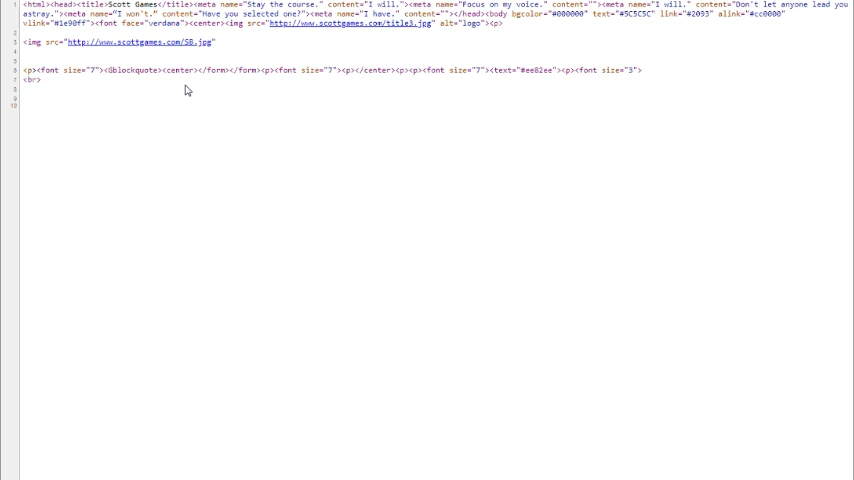 1 <html><head><title>Scott Games</title><meta name="Stay the course." content="I will."><meta name="Focus on my voice." content=""><meta name="I will." content="Don't let anyone lead you
astray."><meta name="I won't." content="Have you selected one?"><meta name="I have." content=""></head><body bgcolor="#000000" text="#5C5C5C" link="#2093" alink="#cc0000"
vlink="#1e90ff"><font face="verdana"><center><img src="http://www.scottgames.com/title3.jpg" alt="logo"><p>
2
3 <img src="http://www.scottgames.com/SB.jpg"
4
5
6 <p><font size="7"><Gblockquote><center></form></form><p><font size="7"><p></center><p><p><font size="7"><text="#ee82ee"><p><font size="3">
7 <br>
8
9
10